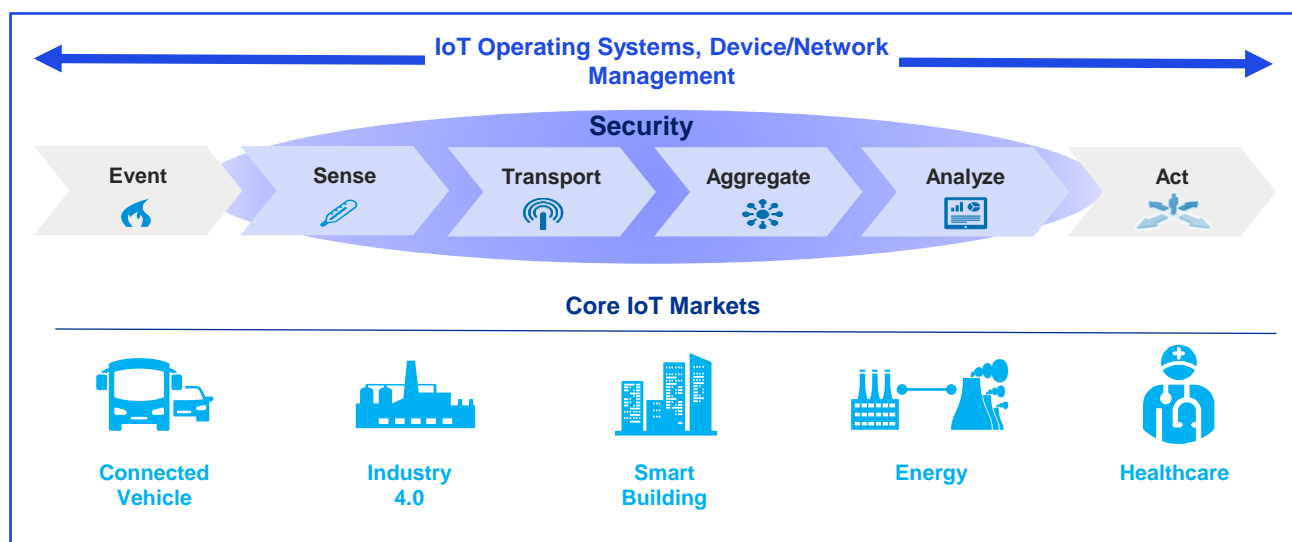 IoT Operating Systems, Device/Network
Management
Security
Event
Sense
Transport
Aggregate
Analyze
Act
Core IoT Markets
Connected
Vehicle
Industry
4.0
Smart
Building
Energy
Healthcare